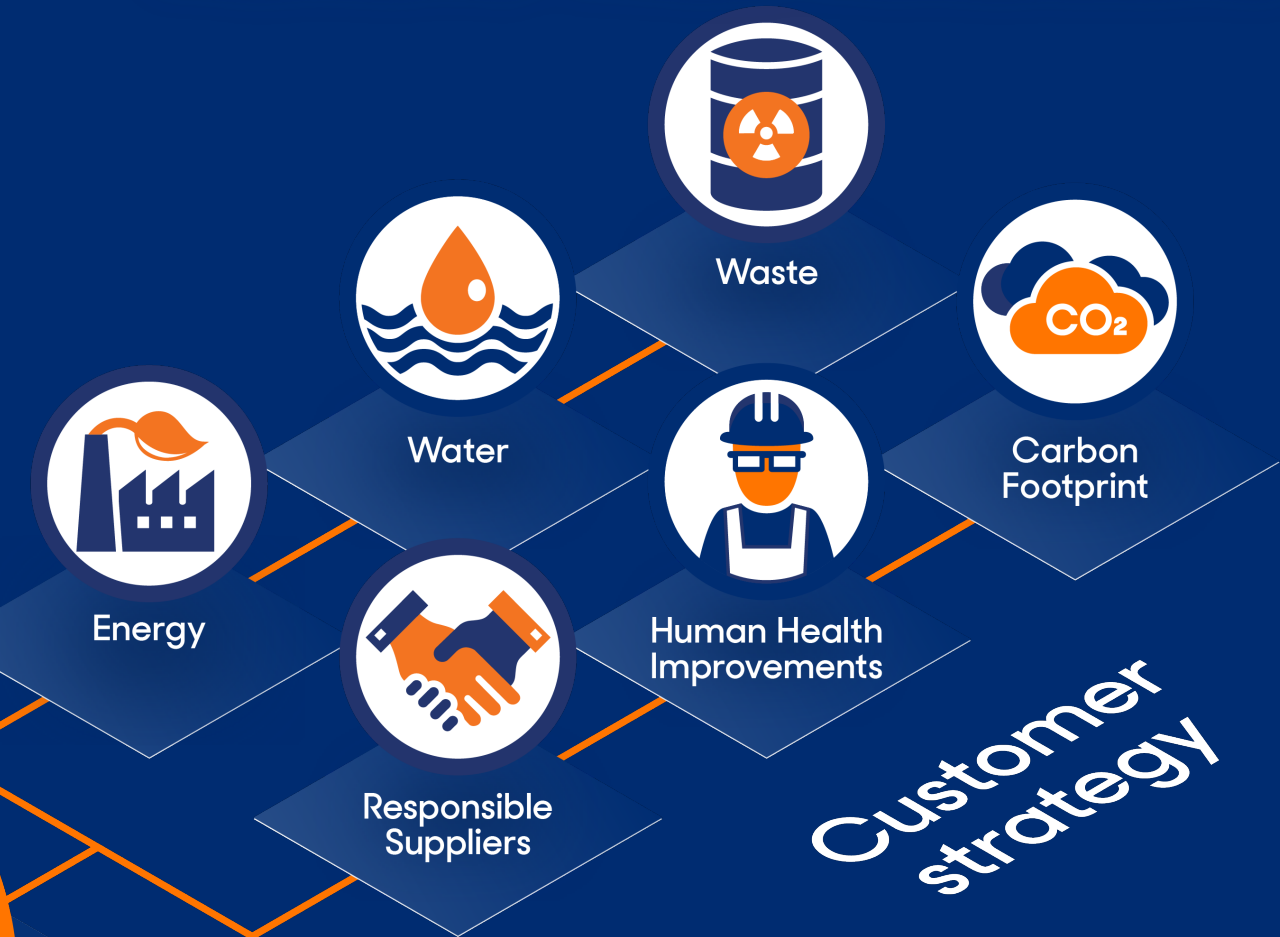 Waste
CO₂
Water
Carbon
Footprint
Energy
Human Health
Improvements
Responsible
Suppliers
Customer
strategy